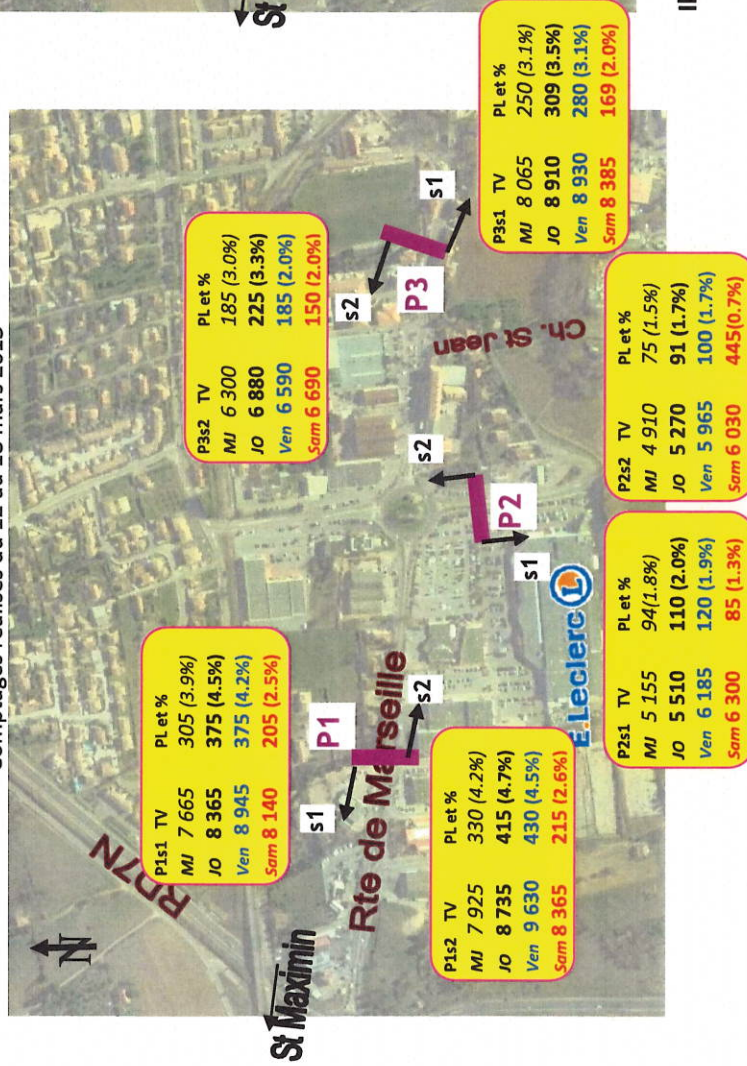 St
P1s1 TV PL et %
MJ 7 665 305 (3.9%)
JO 8 365 375 (4.5%)
Ven 8 945 375 (4.2%)
Sam 8 140 205 (2.5%)
P3s2 TV PL et %
MJ 6 300 185 (3.0%)
JO 6 880 225 (3.3%)
Ven 6 590 185 (2.0%)
Sam 6 690 150 (2.0%)
N
RD7N
St Maximin
s1
P1
Rte de Marseille
s2
s2
P3
s1
Ch. St Jean
s2
P2
s1
E.Leclerc L
P1s2 TV PL et %
MJ 7 925 330 (4.2%)
JO 8 735 415 (4.7%)
Ven 9 630 430 (4.5%)
Sam 8 365 215 (2.6%)
P3s1 TV PL et %
MJ 8 065 250 (3.1%)
JO 8 910 309 (3.5%)
Ven 8 930 280 (3.1%)
Sam 8 385 169 (2.0%)
P2s1 TV PL et %
MJ 5 155 94(1.8%)
JO 5 510 110 (2.0%)
Ven 6 185 120 (1.9%)
Sam 6 300 85 (1.3%)
P2s2 TV PL et %
MJ 4 910 75 (1.5%)
JO 5 270 91 (1.7%)
Ven 5 965 100 (1.7%)
Sam 6 030 445(0.7%)